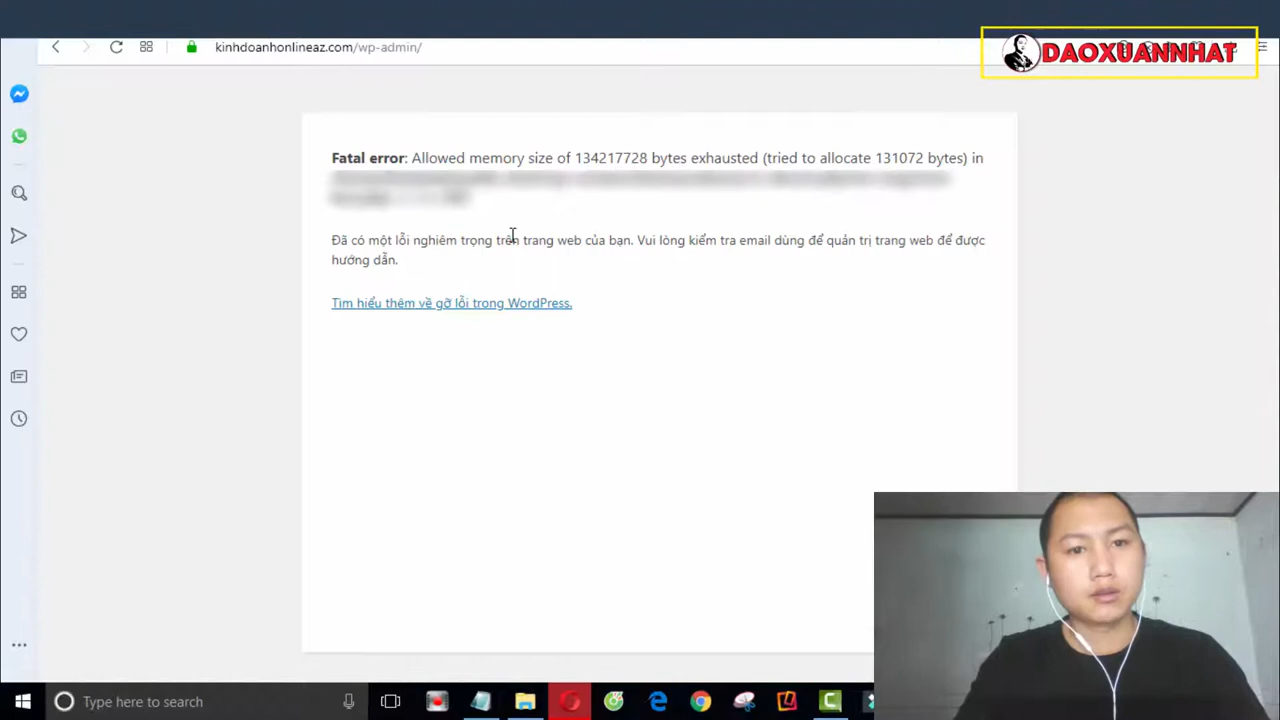 kinhdoanhonlineaz.com/wp-admin/
DAOXUANNHAT
Fatal error: Allowed memory size of 134217728 bytes exhausted (tried to allocate 131072 bytes) in
Đã có một lỗi nghiêm trọng trên trang web của bạn. Vui lòng kiểm tra email dùng để quản trị trang web để được
hướng dẫn.
Tìm hiểu thêm về gỡ lỗi trong WordPress.
Type here to search